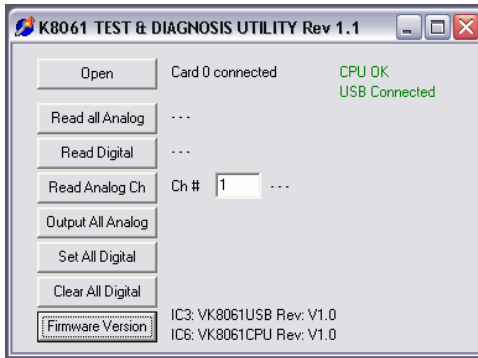 K8061 TEST & DIAGNOSIS UTILITY Rev 1.1
Open Card 0 connected CPU OK
USB Connected
Read all Analog - - -
Read Digital - - -
Read Analog Ch Ch # 1 - - -
Output All Analog
Set All Digital
Clear All Digital
Firmware Version IC3: VK8061USB Rev: V1.0
IC6: VK8061CPU Rev: V1.0